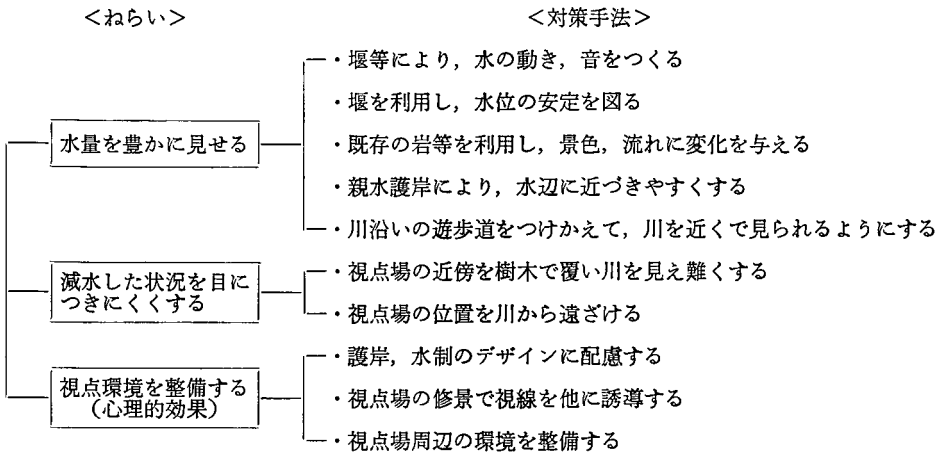 <ねらい>
<対策手法>
水量を豊かに見せる
・堰等により，水の動き，音をつくる
・堰を利用し，水位の安定を図る
・既存の岩等を利用し，景色，流れに変化を与える
・親水護岸により，水辺に近づきやすくする
・川沿いの遊歩道をつけかえて，川を近くで見られるようにする
減水した状況を目に
つきにくくする
・視点場の近傍を樹木で覆い川を見え難くする
・視点場の位置を川から遠ざける
視点環境を整備する
（心理的効果）
・護岸，水制のデザインに配慮する
・視点場の修景で視線を他に誘導する
・視点場周辺の環境を整備する